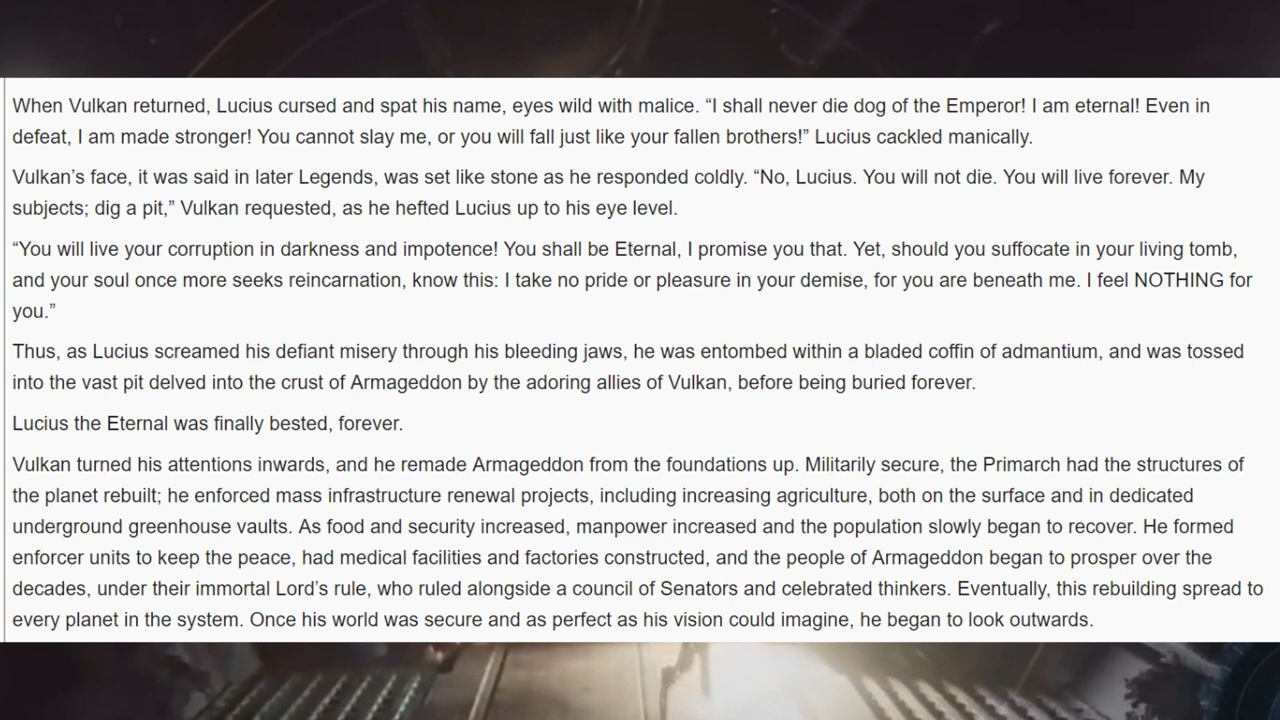 When Vulkan returned, Lucius cursed and spat his name, eyes wild with malice. “I shall never die dog of the Emperor! I am eternal! Even in
defeat, I am made stronger! You cannot slay me, or you will fall just like your fallen brothers!” Lucius cackled manically.
Vulkan’s face, it was said in later Legends, was set like stone as he responded coldly. “No, Lucius. You will not die. You will live forever. My
subjects; dig a pit,” Vulkan requested, as he hefted Lucius up to his eye level.
“You will live your corruption in darkness and impotence! You shall be Eternal, I promise you that. Yet, should you suffocate in your living tomb,
and your soul once more seeks reincarnation, know this: I take no pride or pleasure in your demise, for you are beneath me. I feel NOTHING for
you.”
Thus, as Lucius screamed his defiant misery through his bleeding jaws, he was entombed within a bladed coffin of admantium, and was tossed
into the vast pit delved into the crust of Armageddon by the adoring allies of Vulkan, before being buried forever.
Lucius the Eternal was finally bested, forever.
Vulkan turned his attentions inwards, and he remade Armageddon from the foundations up. Militarily secure, the Primarch had the structures of
the planet rebuilt; he enforced mass infrastructure renewal projects, including increasing agriculture, both on the surface and in dedicated
underground greenhouse vaults. As food and security increased, manpower increased and the population slowly began to recover. He formed
enforcer units to keep the peace, had medical facilities and factories constructed, and the people of Armageddon began to prosper over the
decades, under their immortal Lord’s rule, who ruled alongside a council of Senators and celebrated thinkers. Eventually, this rebuilding spread to
every planet in the system. Once his world was secure and as perfect as his vision could imagine, he began to look outwards.